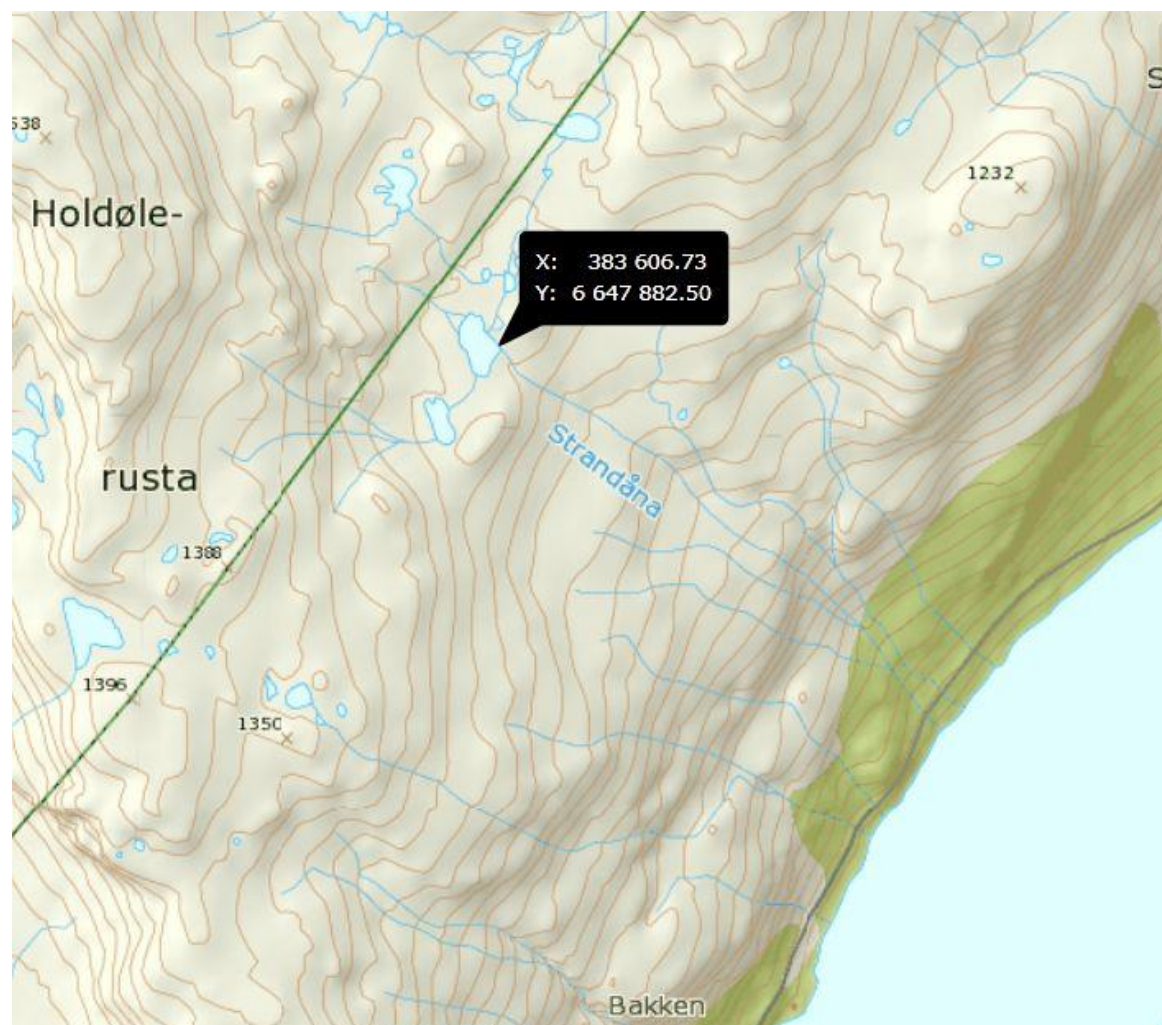 S
538
1232
Holdøle-
X: 383 606.73
Y: 6 647 882.50
Strandåna
rusta
1388
1396
1350
Bakken